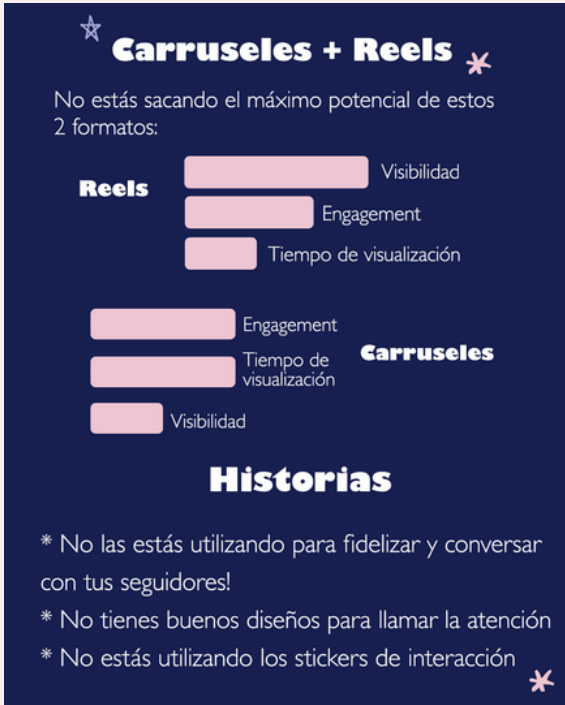 Carruseles + Reels
No estás sacando el máximo potencial de estos
2 formatos:
Reels
Visibilidad
Engagement
Tiempo de visualización
Engagement
Tiempo de
visualización
Carruseles
Visibilidad
Historias
* No las estás utilizando para fidelizar y conversar
con tus seguidores!
* No tienes buenos diseños para llamar la atención
* No estás utilizando los stickers de interacción